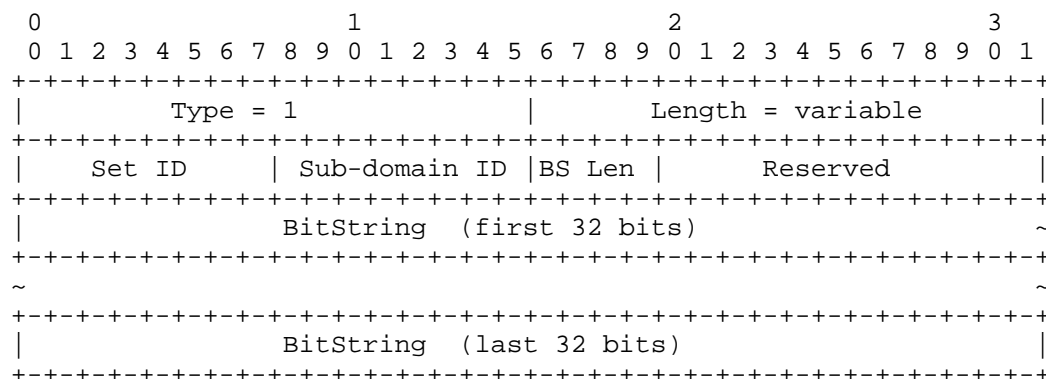 0                   1                   2                   3
 0 1 2 3 4 5 6 7 8 9 0 1 2 3 4 5 6 7 8 9 0 1 2 3 4 5 6 7 8 9 0 1
+-+-+-+-+-+-+-+-+-+-+-+-+-+-+-+-+-+-+-+-+-+-+-+-+-+-+-+-+-+-+-+-+
|         Type = 1              |       Length = variable       |
+-+-+-+-+-+-+-+-+-+-+-+-+-+-+-+-+-+-+-+-+-+-+-+-+-+-+-+-+-+-+-+-+
|    Set ID     | Sub-domain ID |BS Len |      Reserved         |
+-+-+-+-+-+-+-+-+-+-+-+-+-+-+-+-+-+-+-+-+-+-+-+-+-+-+-+-+-+-+-+-+
|                BitString  (first 32 bits)                     ~
+-+-+-+-+-+-+-+-+-+-+-+-+-+-+-+-+-+-+-+-+-+-+-+-+-+-+-+-+-+-+-+-+
~                                                               ~
+-+-+-+-+-+-+-+-+-+-+-+-+-+-+-+-+-+-+-+-+-+-+-+-+-+-+-+-+-+-+-+-+
|                BitString  (last 32 bits)                      |
+-+-+-+-+-+-+-+-+-+-+-+-+-+-+-+-+-+-+-+-+-+-+-+-+-+-+-+-+-+-+-+-+